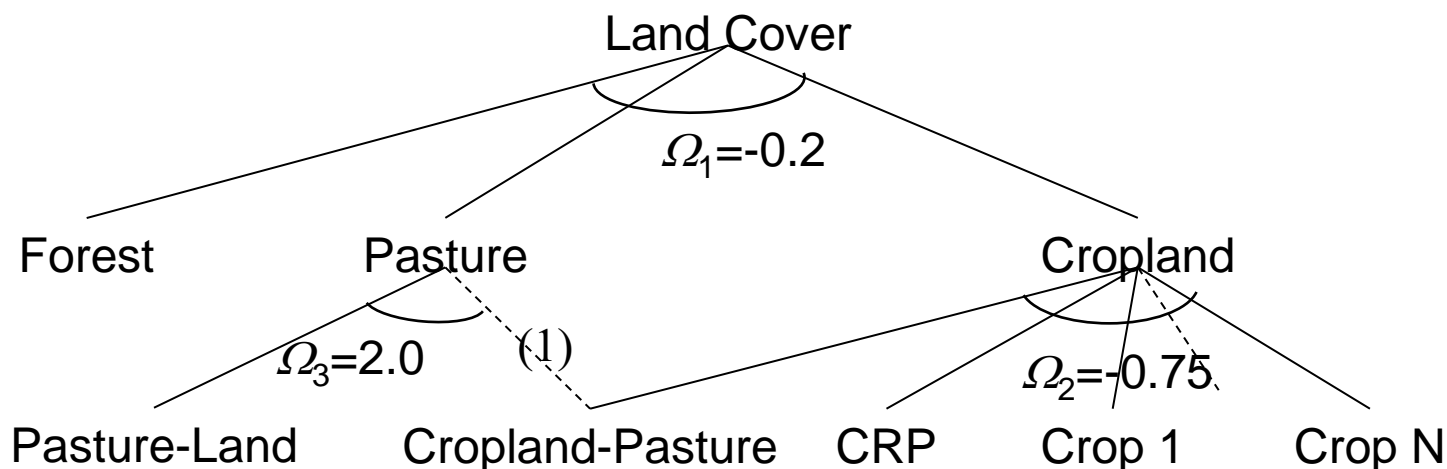 Land Cover
Ω1=-0.2
Forest Pasture Cropland
Ω3=2.0 (1) Ω2=-0.75
Pasture-Land Cropland-Pasture CRP Crop 1 Crop N